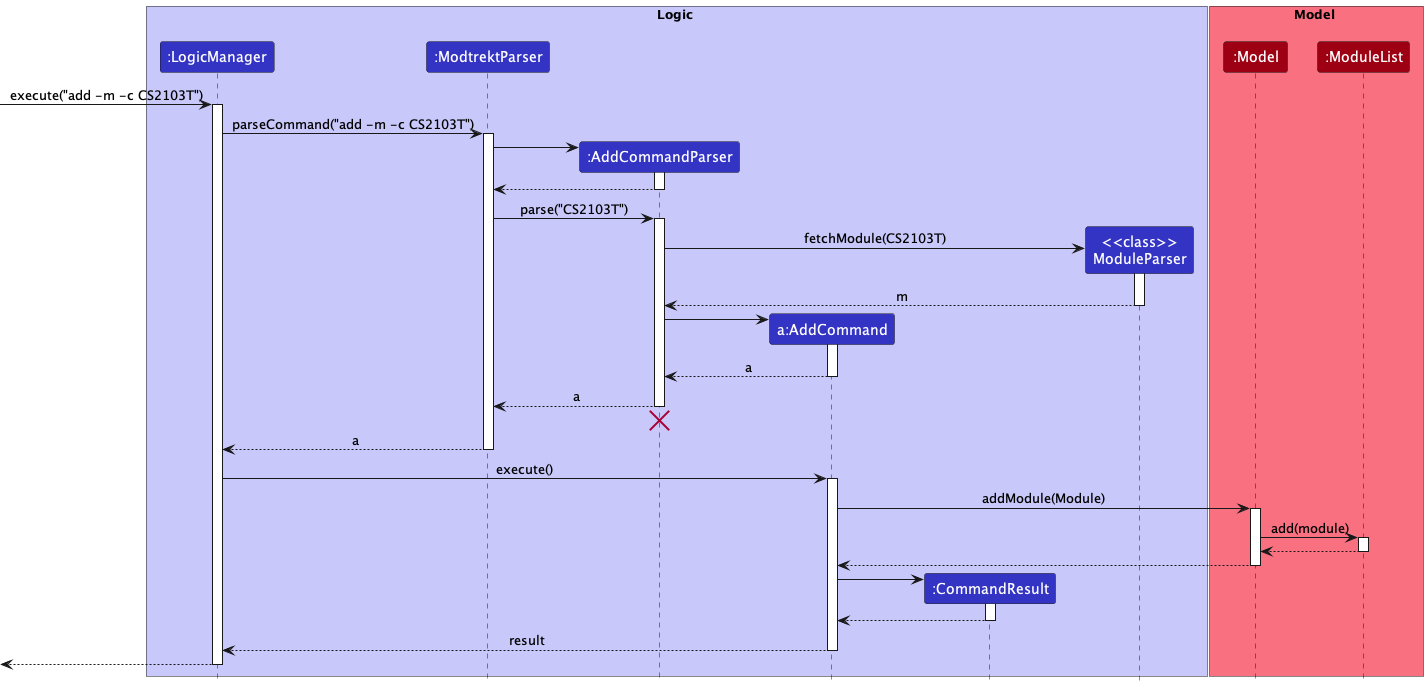 Logic
Model
:LogicManager
:ModtrektParser
:Model
:ModuleList
execute("add -m -c CS2103T")
parseCommand("add -m -c CS2103T")
:AddCommandParser
parse("CS2103T")
fetchModule(CS2103T)
<<class>>
ModuleParser
m
a:AddCommand
a
a
a
execute()
addModule(Module)
add(module)
:CommandResult
result